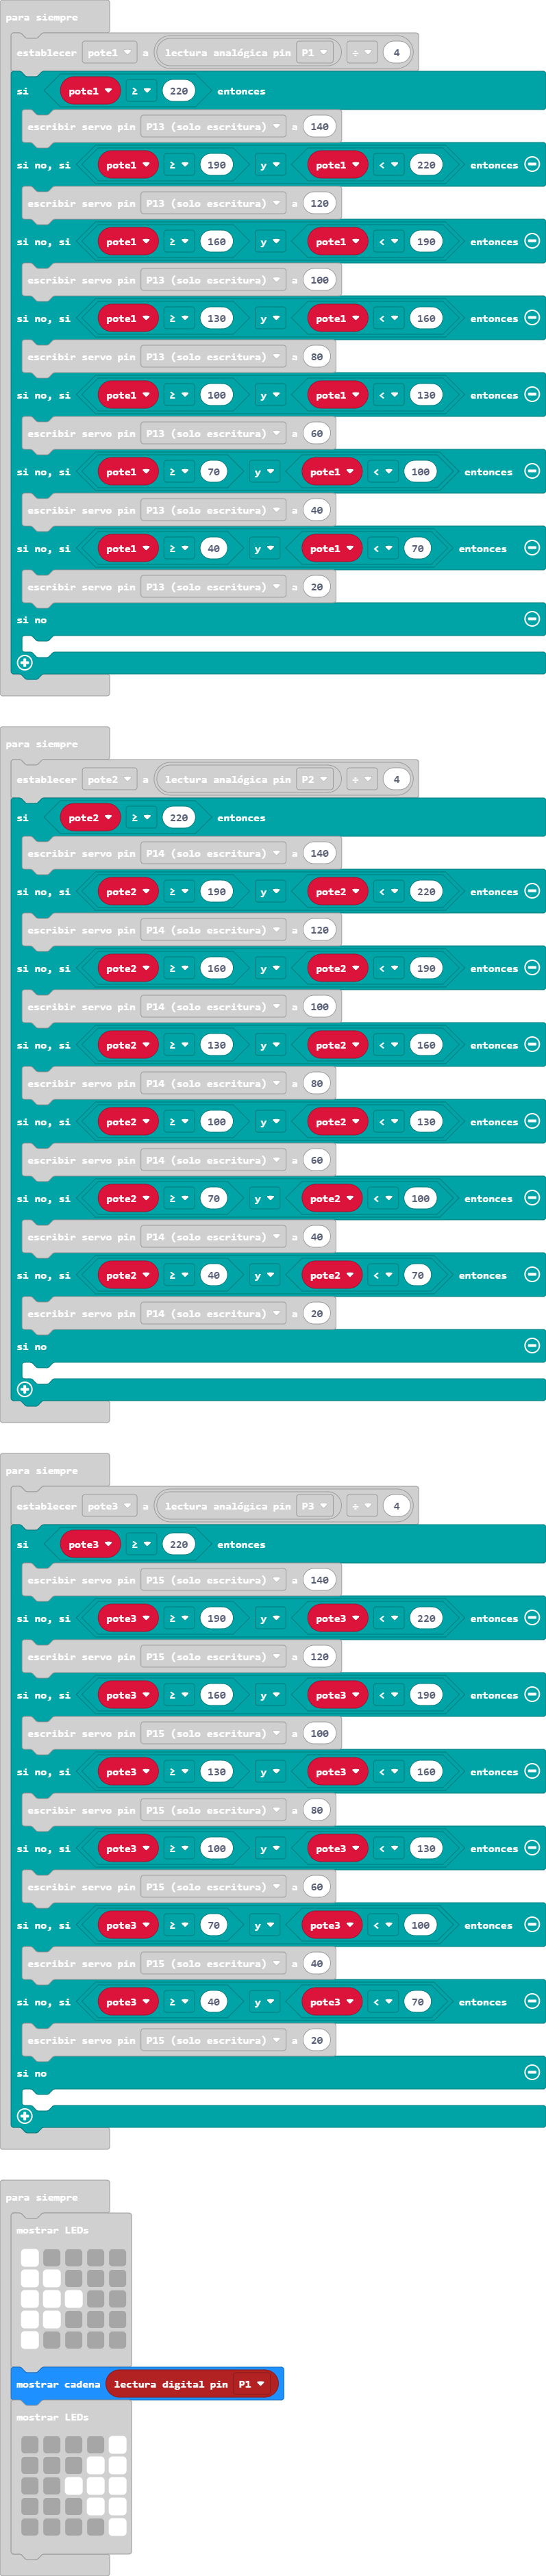 para siempre
establecer pote1 a lectura analógica pin P1 ÷ 4
si pote1 ≥ 220 entonces
escribir servo pin P13 (solo escritura) a 140
si no, si pote1 ≥ 190 y pote1 < 220 entonces
escribir servo pin P13 (solo escritura) a 120
si no, si pote1 ≥ 160 y pote1 < 190 entonces
escribir servo pin P13 (solo escritura) a 100
si no, si pote1 ≥ 130 y pote1 < 160 entonces
escribir servo pin P13 (solo escritura) a 80
si no, si pote1 ≥ 100 y pote1 < 130 entonces
escribir servo pin P13 (solo escritura) a 60
si no, si pote1 ≥ 70 y pote1 < 100 entonces
escribir servo pin P13 (solo escritura) a 40
si no, si pote1 ≥ 40 y pote1 < 70 entonces
escribir servo pin P13 (solo escritura) a 20
si no
para siempre
establecer pote2 a lectura analógica pin P2 ÷ 4
si pote2 ≥ 220 entonces
escribir servo pin P14 (solo escritura) a 140
si no, si pote2 ≥ 190 y pote2 < 220 entonces
escribir servo pin P14 (solo escritura) a 120
si no, si pote2 ≥ 160 y pote2 < 190 entonces
escribir servo pin P14 (solo escritura) a 100
si no, si pote2 ≥ 130 y pote2 < 160 entonces
escribir servo pin P14 (solo escritura) a 80
si no, si pote2 ≥ 100 y pote2 < 130 entonces
escribir servo pin P14 (solo escritura) a 60
si no, si pote2 ≥ 70 y pote2 < 100 entonces
escribir servo pin P14 (solo escritura) a 40
si no, si pote2 ≥ 40 y pote2 < 70 entonces
escribir servo pin P14 (solo escritura) a 20
si no
para siempre
establecer pote3 a lectura analógica pin P3 ÷ 4
si pote3 ≥ 220 entonces
escribir servo pin P15 (solo escritura) a 140
si no, si pote3 ≥ 190 y pote3 < 220 entonces
escribir servo pin P15 (solo escritura) a 120
si no, si pote3 ≥ 160 y pote3 < 190 entonces
escribir servo pin P15 (solo escritura) a 100
si no, si pote3 ≥ 130 y pote3 < 160 entonces
escribir servo pin P15 (solo escritura) a 80
si no, si pote3 ≥ 100 y pote3 < 130 entonces
escribir servo pin P15 (solo escritura) a 60
si no, si pote3 ≥ 70 y pote3 < 100 entonces
escribir servo pin P15 (solo escritura) a 40
si no, si pote3 ≥ 40 y pote3 < 70 entonces
escribir servo pin P15 (solo escritura) a 20
si no
para siempre
mostrar LEDs
mostrar cadena lectura digital pin P1
mostrar LEDs